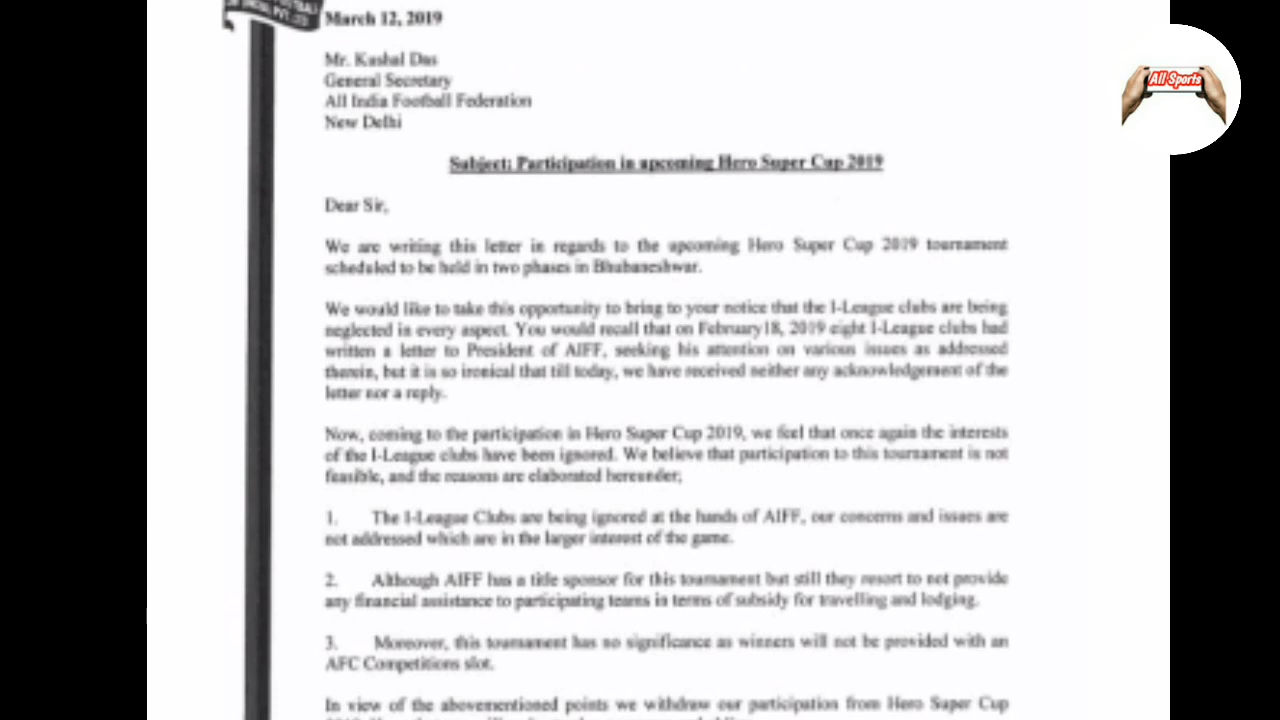 FOOTBALL
OF INDIA PVT. LTD
March 12, 2019
Mr. Kushal Das
General Secretary
All India Football Federation
New Delhi
Subject: Participation in upcoming Hero Super Cup 2019
Dear Sir,
We are writing this letter in regards to the upcoming Hero Super Cup 2019 tournament
scheduled to be held in two phases in Bhubaneshwar.
We would like to take this opportunity to bring to your notice that the I-League clubs are being
neglected in every aspect. You would recall that on February18, 2019 eight I-League clubs had
written a letter to President of AIFF, seeking his attention on various issues as addressed
therein, but it is so ironical that till today, we have received neither any acknowledgement of the
letter nor a reply.
Now, coming to the participation in Hero Super Cup 2019, we feel that once again the interests
of the I-League clubs have been ignored. We believe that participation to this tournament is not
feasible, and the reasons are elaborated hereunder;
1. The I-League Clubs are being ignored at the hands of AIFF, our concerns and issues are
not addressed which are in the larger interest of the game.
2. Although AIFF has a title sponsor for this tournament but still they resort to not provide
any financial assistance to participating teams in terms of subsidy for travelling and lodging.
3. Moreover, this tournament has no significance as winners will not be provided with an
AFC Competitions slot.
In view of the abovementioned points we withdraw our participation from Hero Super Cup
All Sports